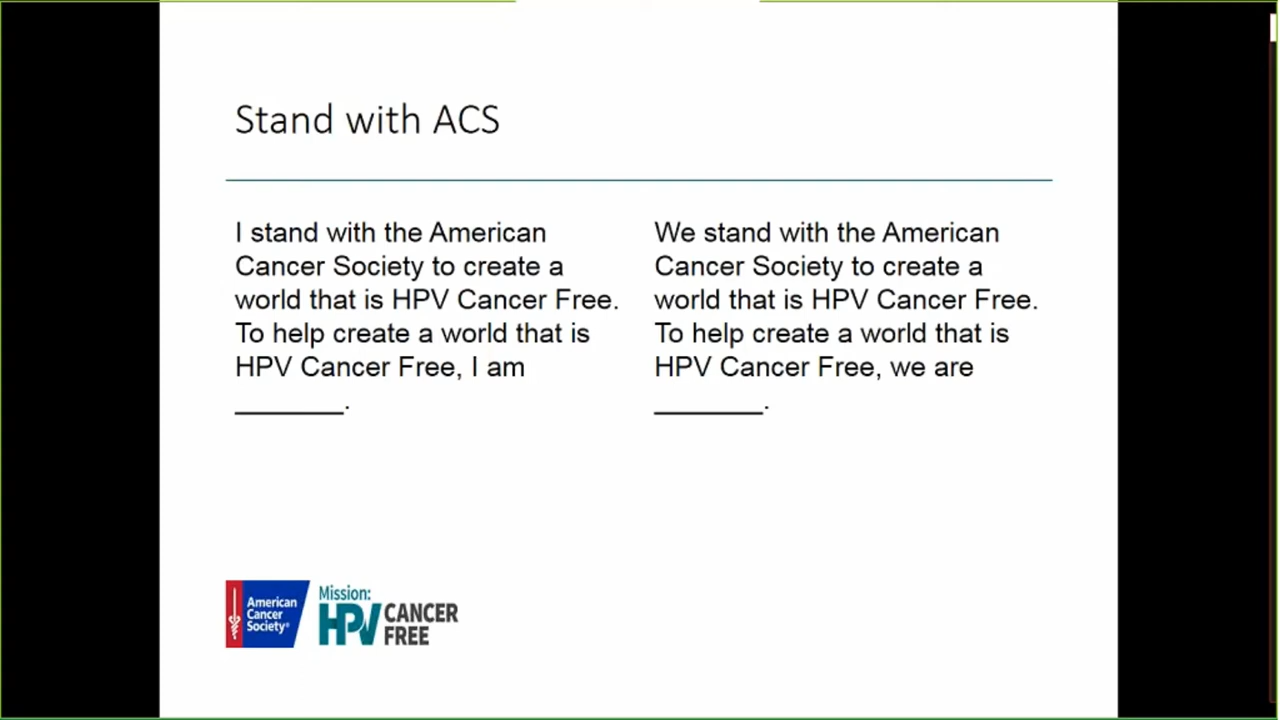 Stand with ACS
I stand with the American
Cancer Society to create a
world that is HPV Cancer Free.
To help create a world that is
HPV Cancer Free, I am
_______.
We stand with the American
Cancer Society to create a
world that is HPV Cancer Free.
To help create a world that is
HPV Cancer Free, we are
_______.
American
Cancer
Society®
Mission:
HPV CANCER
FREE